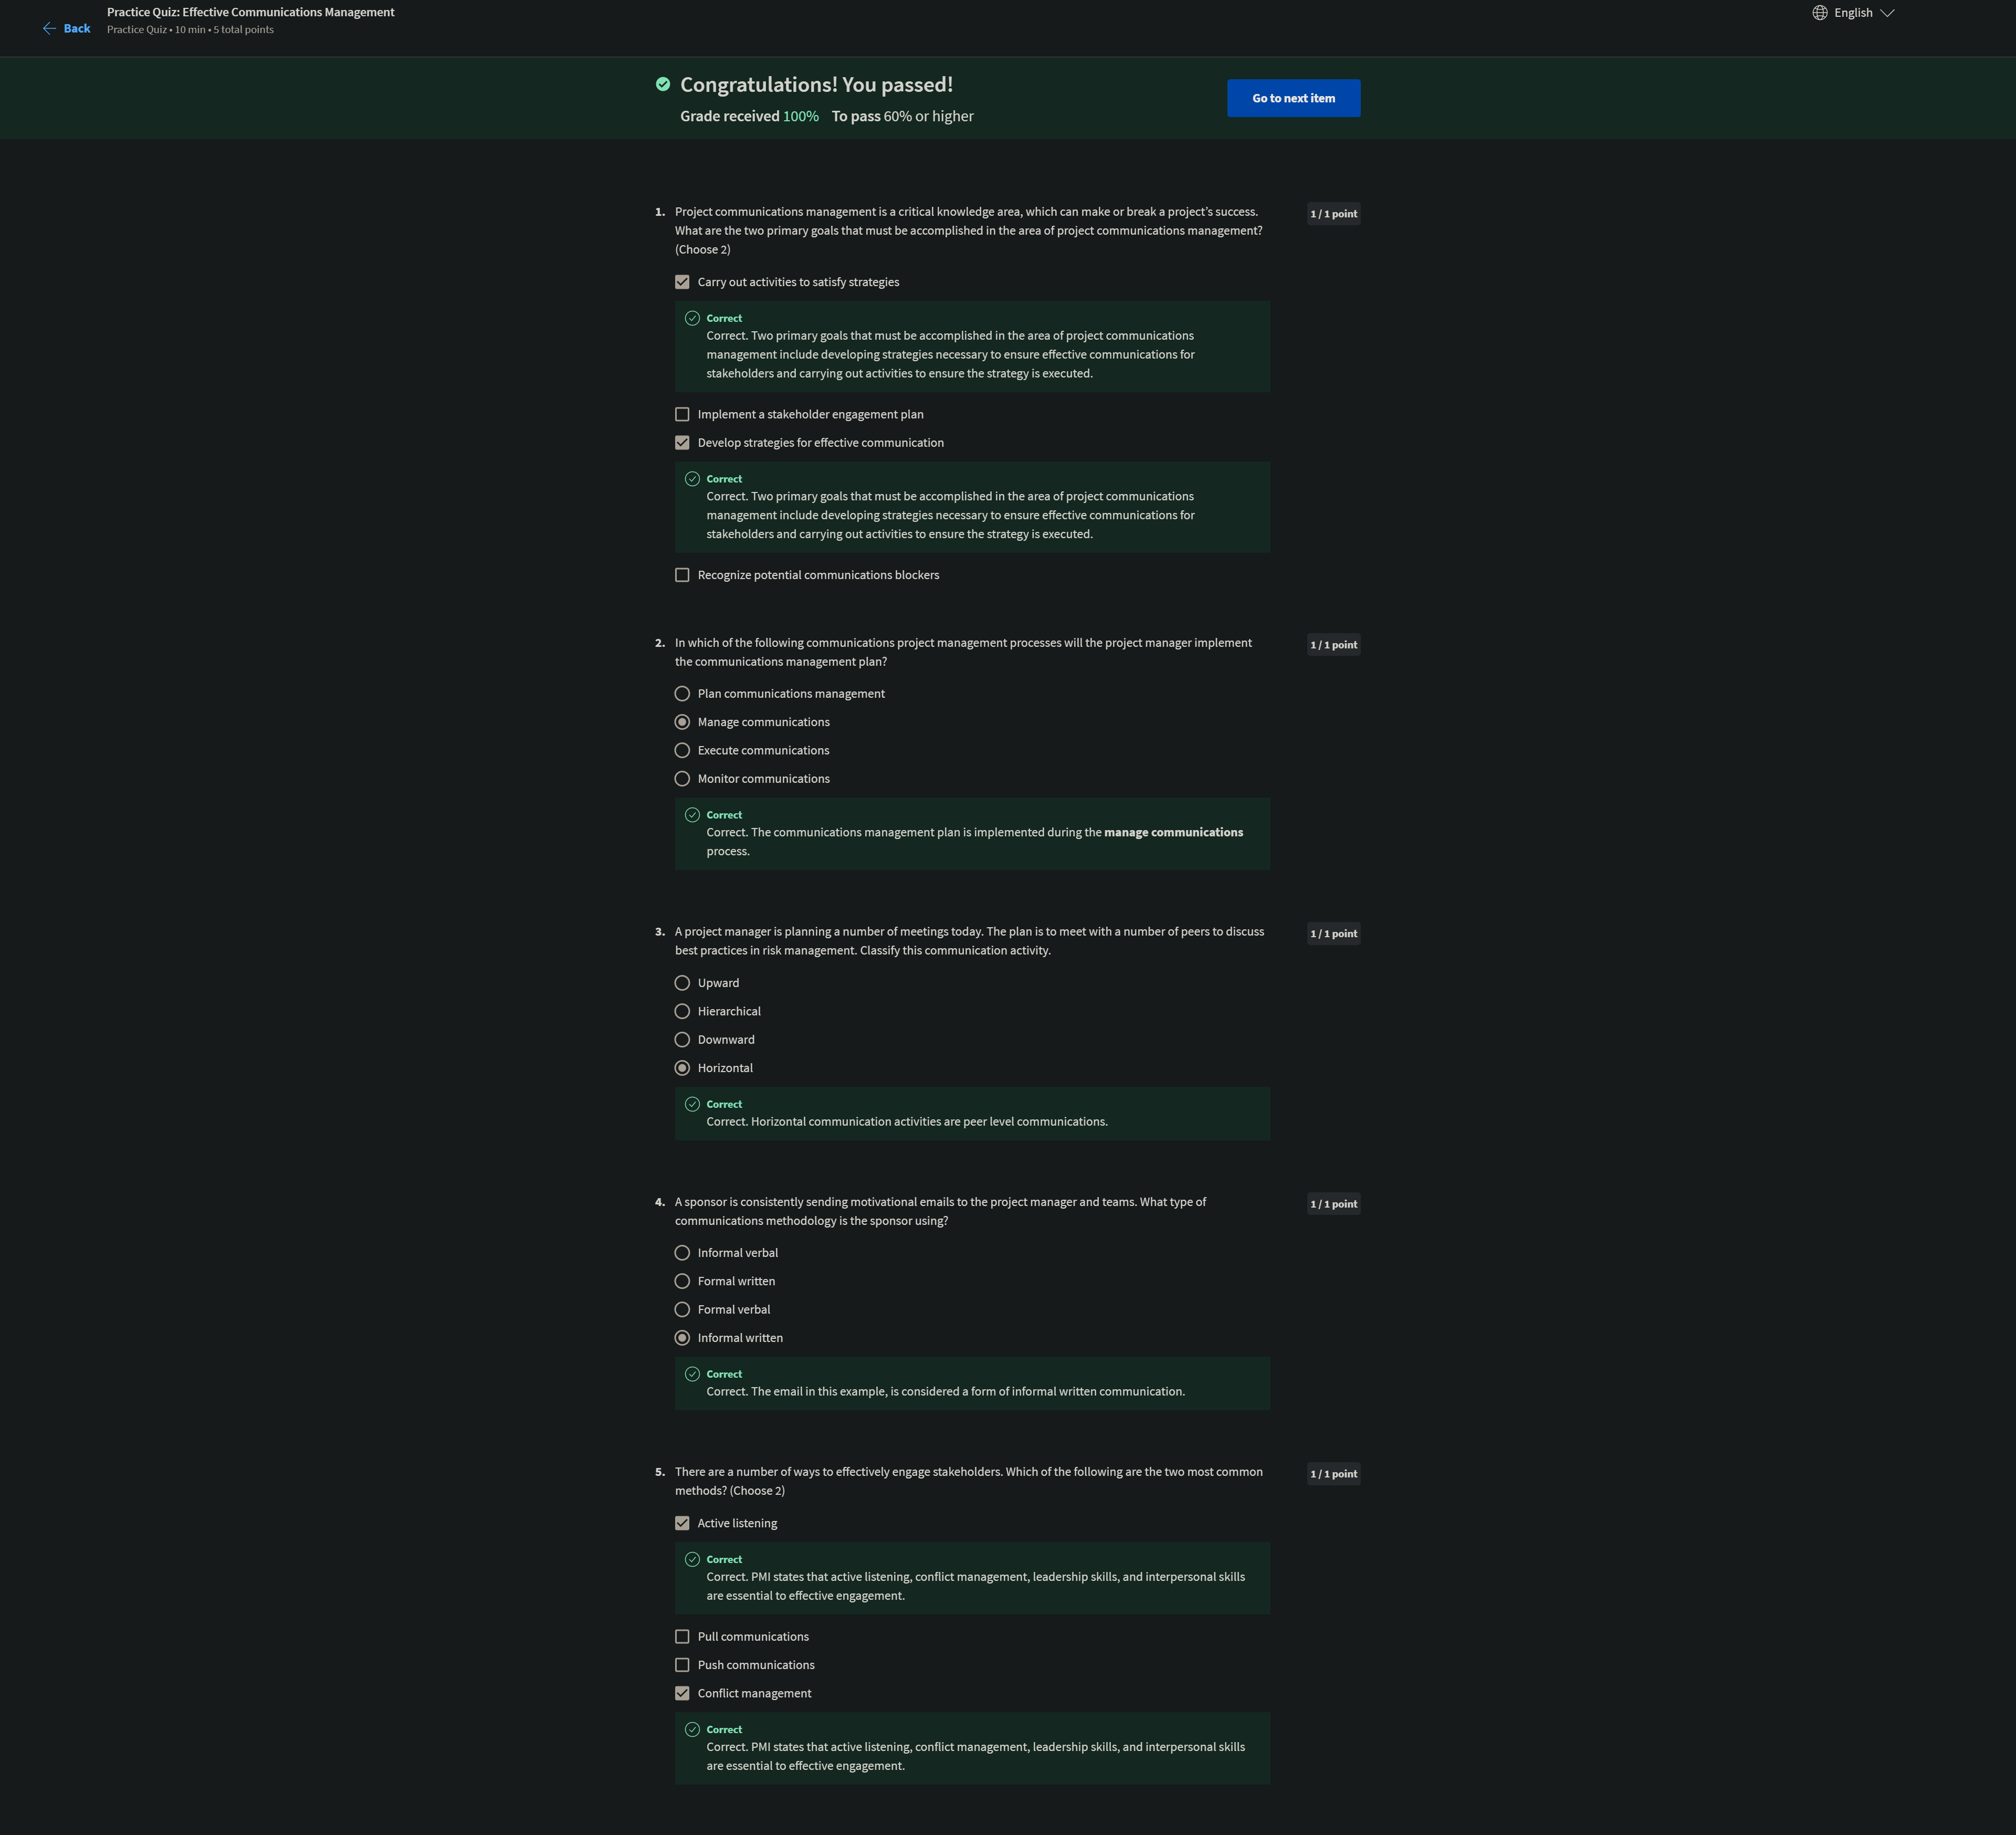 Practice Quiz: Effective Communications Management
Back
Practice Quiz • 10 min • 5 total points
English
Congratulations! You passed!
Grade received 100% To pass 60% or higher
Go to next item
1. Project communications management is a critical knowledge area, which can make or break a project's success.
1 / 1 point
What are the two primary goals that must be accomplished in the area of project communications management?
(Choose 2)
Carry out activities to satisfy strategies
Correct
Correct. Two primary goals that must be accomplished in the area of project communications
management include developing strategies necessary to ensure effective communications for
stakeholders and carrying out activities to ensure the strategy is executed.
Implement a stakeholder engagement plan
Develop strategies for effective communication
Correct
Correct. Two primary goals that must be accomplished in the area of project communications
management include developing strategies necessary to ensure effective communications for
stakeholders and carrying out activities to ensure the strategy is executed.
Recognize potential communications blockers
2. In which of the following communications project management processes will the project manager implement
1 / 1 point
the communications management plan?
Plan communications management
Manage communications
Execute communications
Monitor communications
Correct
Correct. The communications management plan is implemented during the manage communications
process.
3. A project manager is planning a number of meetings today. The plan is to meet with a number of peers to discuss
1 / 1 point
best practices in risk management. Classify this communication activity.
Upward
Hierarchical
Downward
Horizontal
Correct
Correct. Horizontal communication activities are peer level communications.
4. A sponsor is consistently sending motivational emails to the project manager and teams. What type of
1 / 1 point
communications methodology is the sponsor using?
Informal verbal
Formal written
Formal verbal
Informal written
Correct
Correct. The email in this example, is considered a form of informal written communication.
5. There are a number of ways to effectively engage stakeholders. Which of the following are the two most common
1 / 1 point
methods? (Choose 2)
Active listening
Correct
Correct. PMI states that active listening, conflict management, leadership skills, and interpersonal skills
are essential to effective engagement.
Pull communications
Push communications
Conflict management
Correct
Correct. PMI states that active listening, conflict management, leadership skills, and interpersonal skills
are essential to effective engagement.